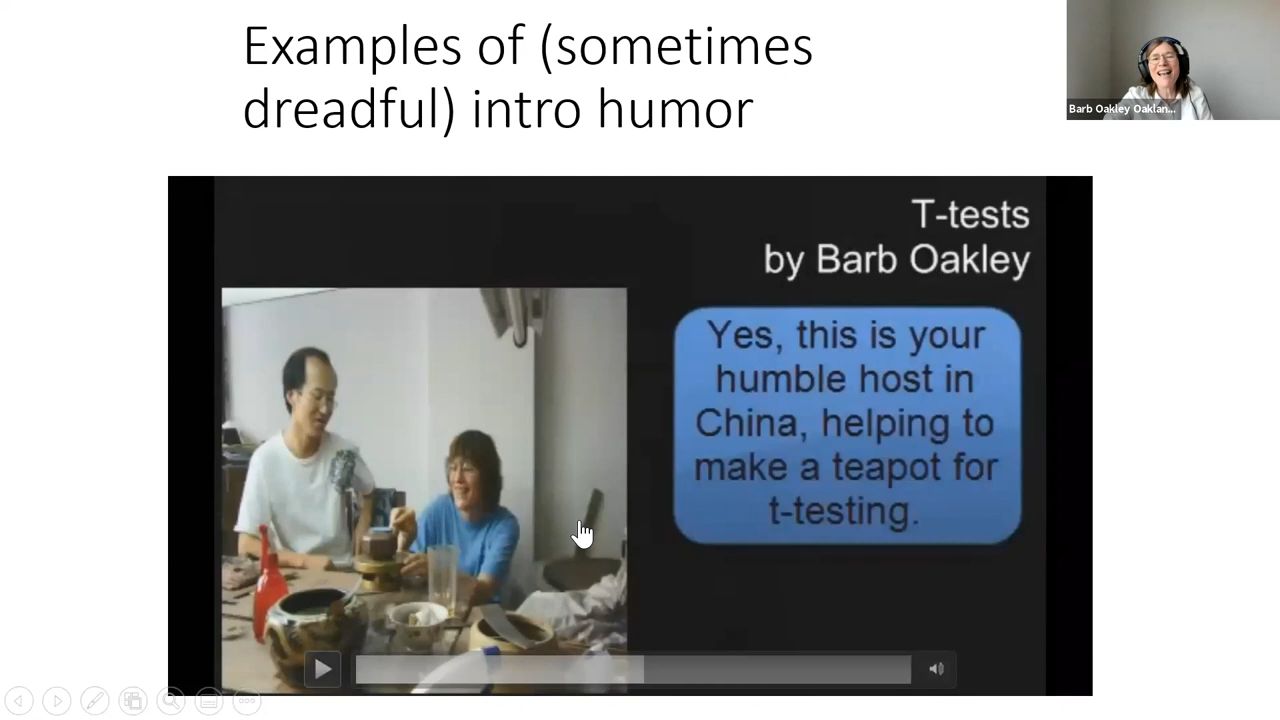 Examples of (sometimes
dreadful) intro humor
Barb Oakley Oaklan...
T-tests
by Barb Oakley
Yes, this is your
humble host in
China, helping to
make a teapot for
t-testing.